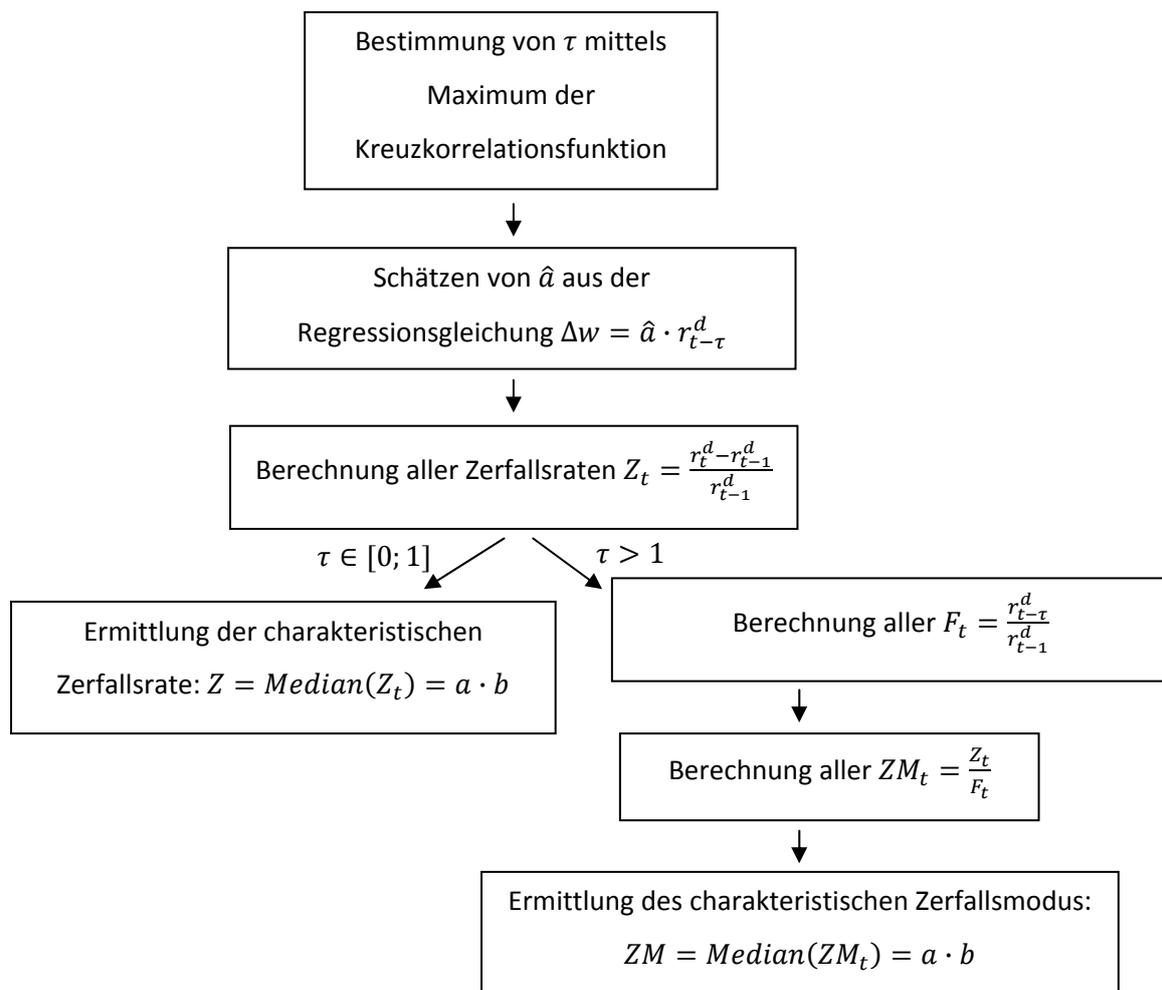 Bestimmung von τ mittels
Maximum der
Kreuzkorrelationsfunktion
Schätzen von â aus der
Regressionsgleichung Δw = â · r^d_{t−τ}
Berechnung aller Zerfallsraten Z_t = (r^d_t − r^d_{t−1}) / r^d_{t−1}
τ ∈ [0; 1]
τ > 1
Ermittlung der charakteristischen
Zerfallsrate: Z = Median(Z_t) = a · b
Berechnung aller F_t = r^d_{t−τ} / r^d_{t−1}
Berechnung aller ZM_t = Z_t / F_t
Ermittlung des charakteristischen Zerfallsmodus:
ZM = Median(ZM_t) = a · b